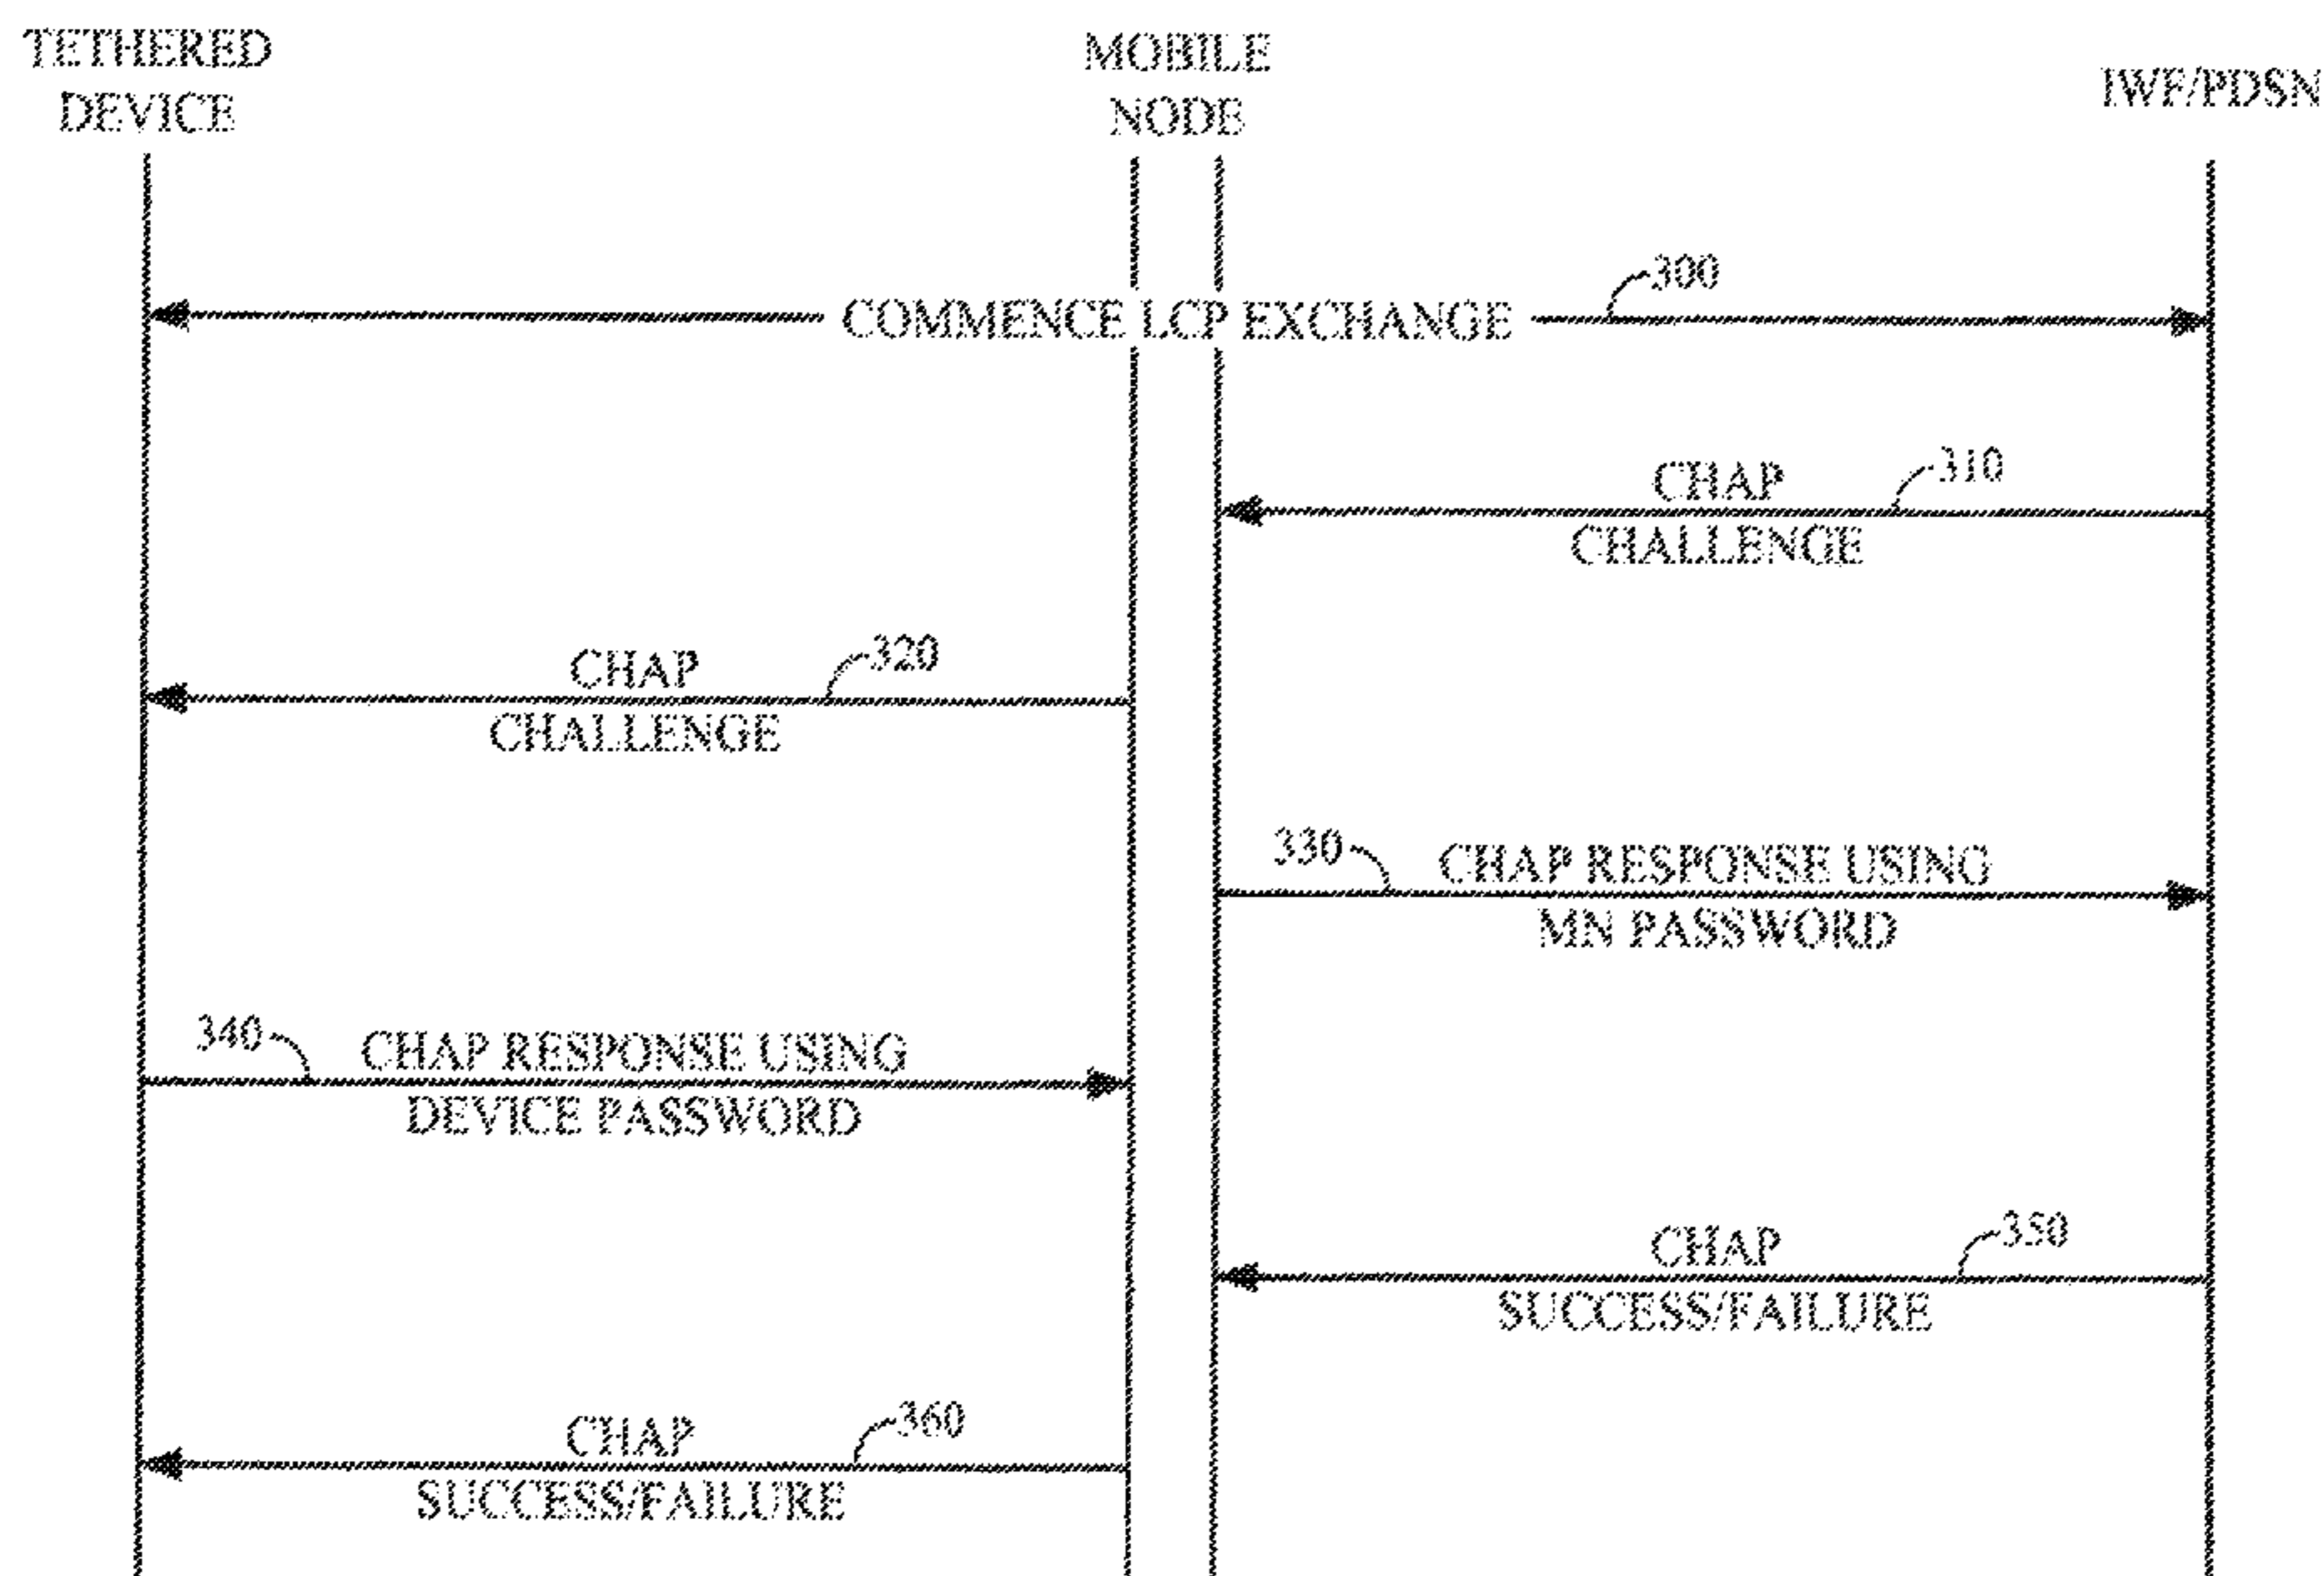 TETHERED
DEVICE
MOBILE
NODE
IWF/PDSN
300
COMMENCE LCP EXCHANGE
310
CHAP
CHALLENGE
320
CHAP
CHALLENGE
330
CHAP RESPONSE USING
MN PASSWORD
340
CHAP RESPONSE USING
DEVICE PASSWORD
350
CHAP
SUCCESS/FAILURE
360
CHAP
SUCCESS/FAILURE